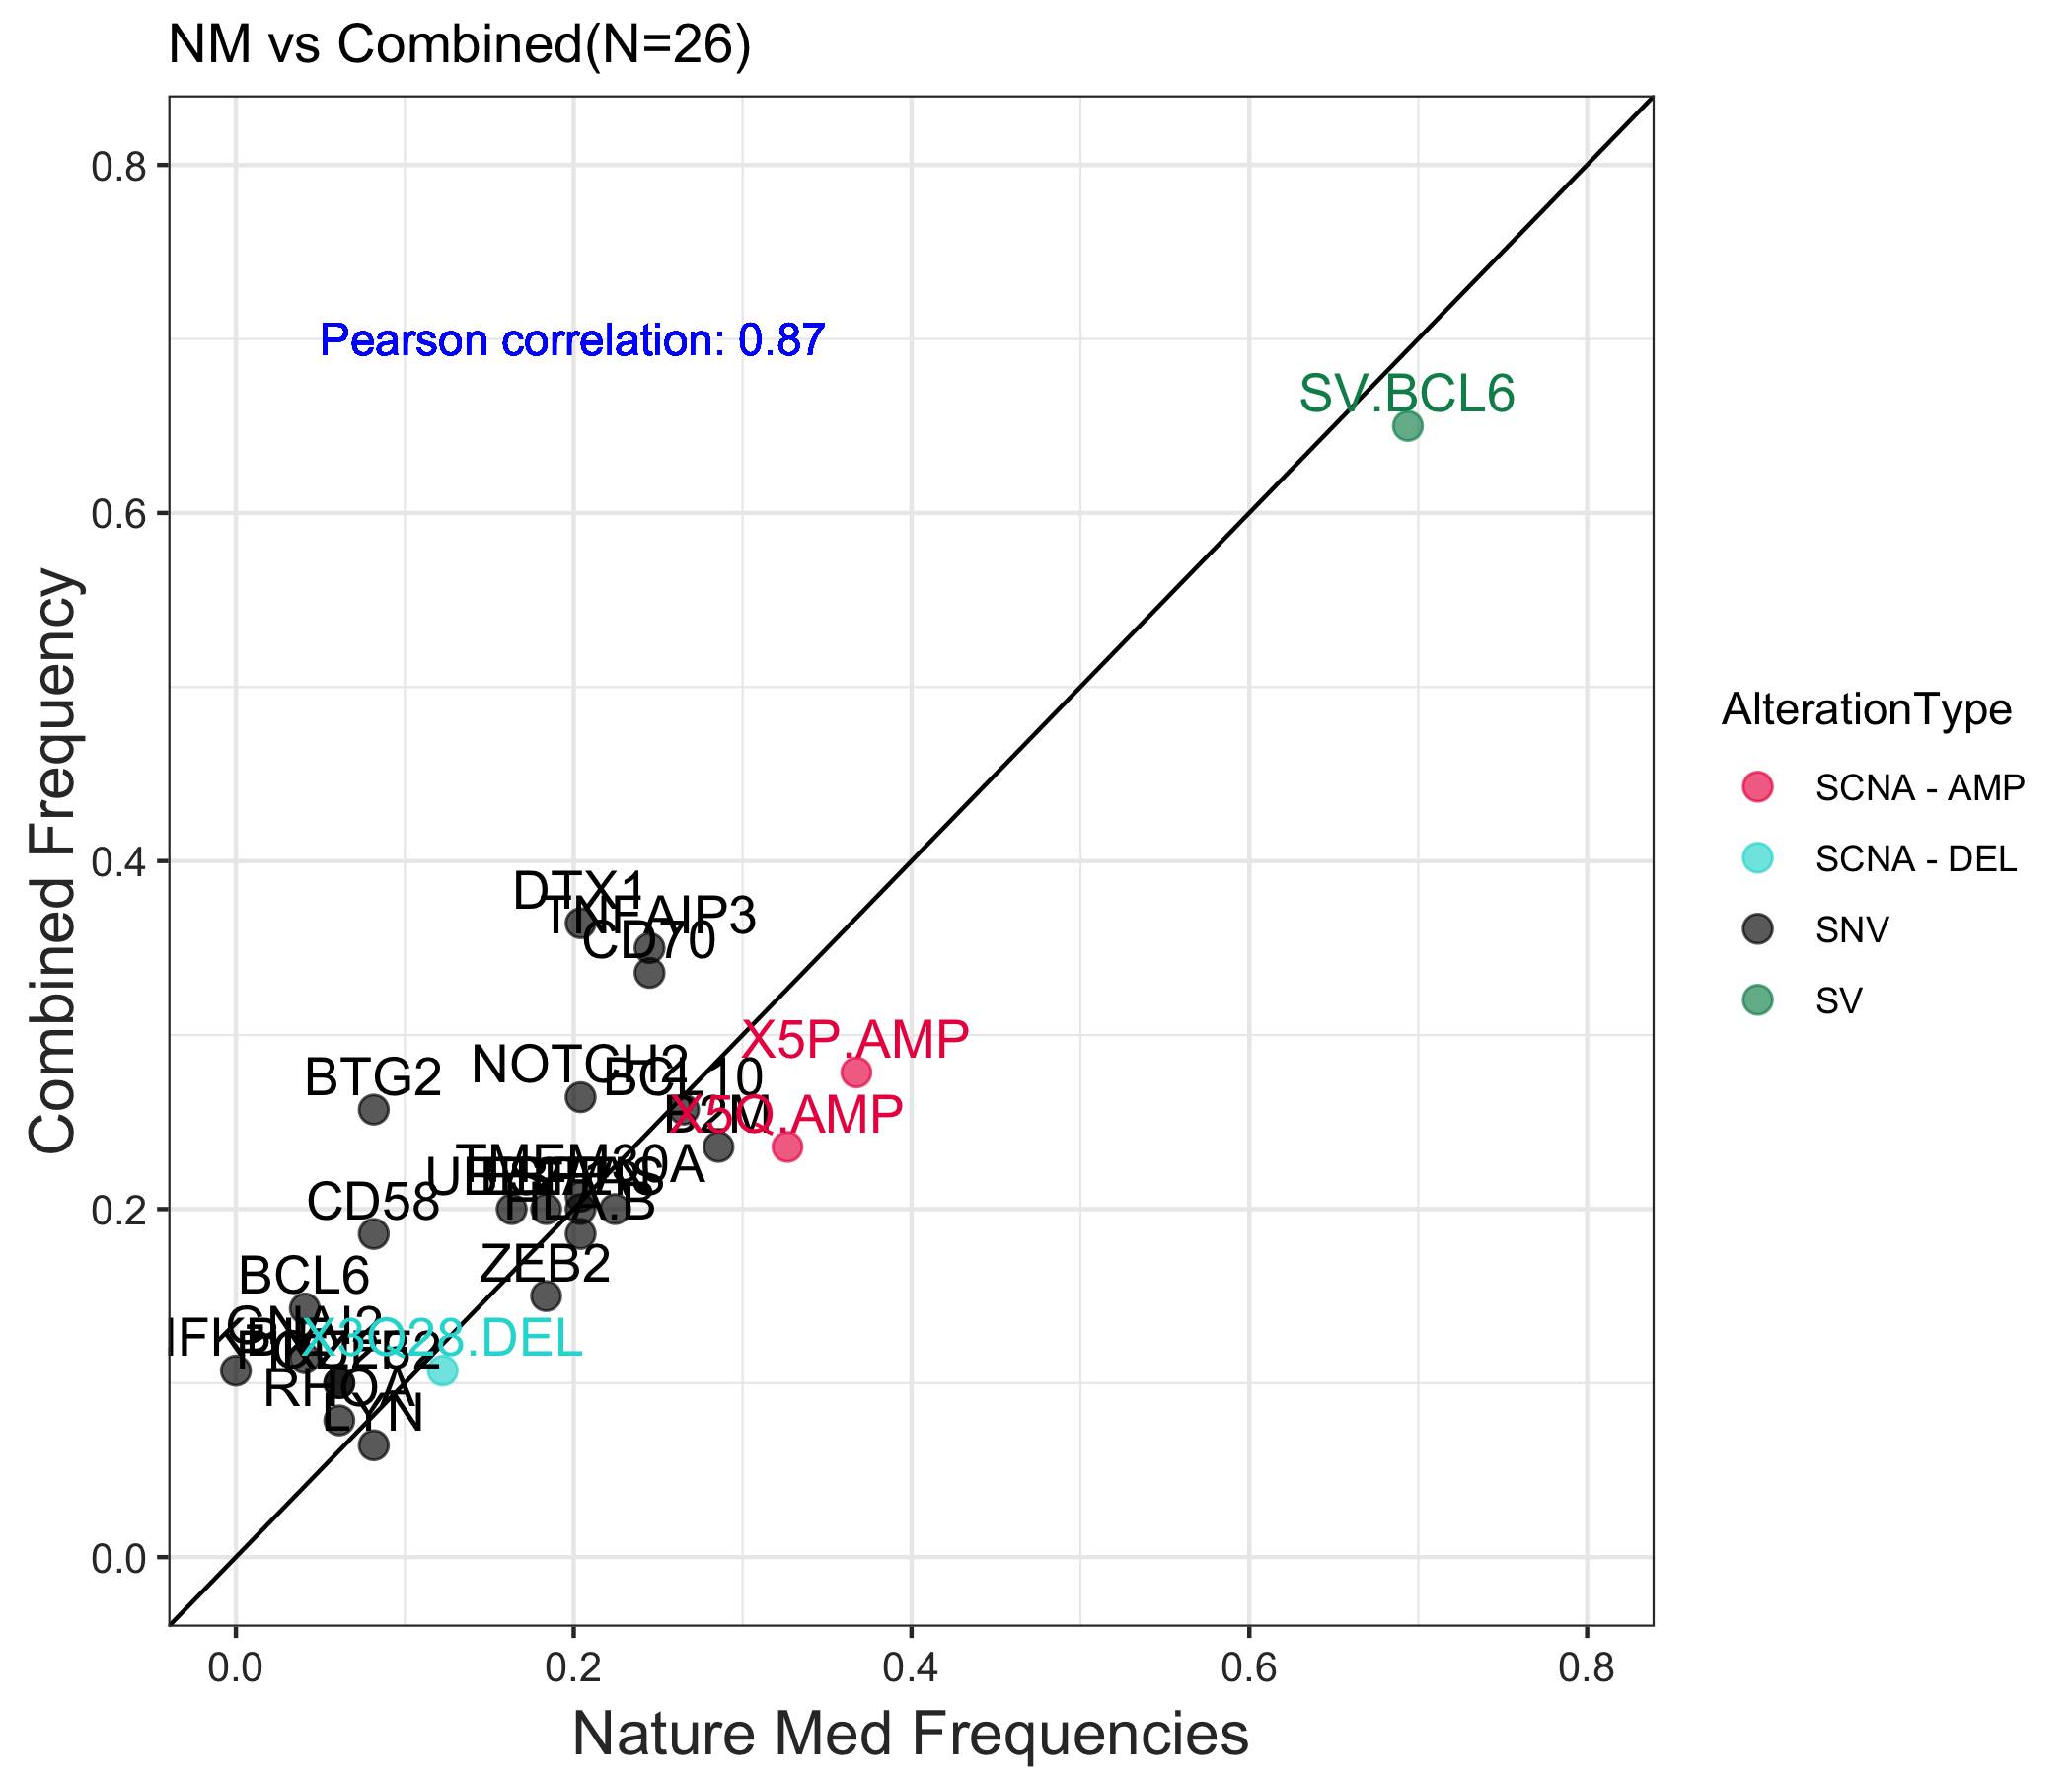 NM vs Combined(N=26)
0.8
Pearson correlation: 0.87
SV.BCL6
0.6
Combined Frequency
AlterationType
SCNA - AMP
SCNA - DEL
SNV
SV
0.4
DTX1
TNFAIP3
CD70
X5P.AMP
NOTCH2
BTG2
BCL10
X5Q.AMP
B2M
TMEM30A
CD58
0.2
HLA.B
ZEB2
BCL6
GNAI2
X3Q28.DEL
RHOA
LYN
0.0
0.0 0.2 0.4 0.6 0.8
Nature Med Frequencies